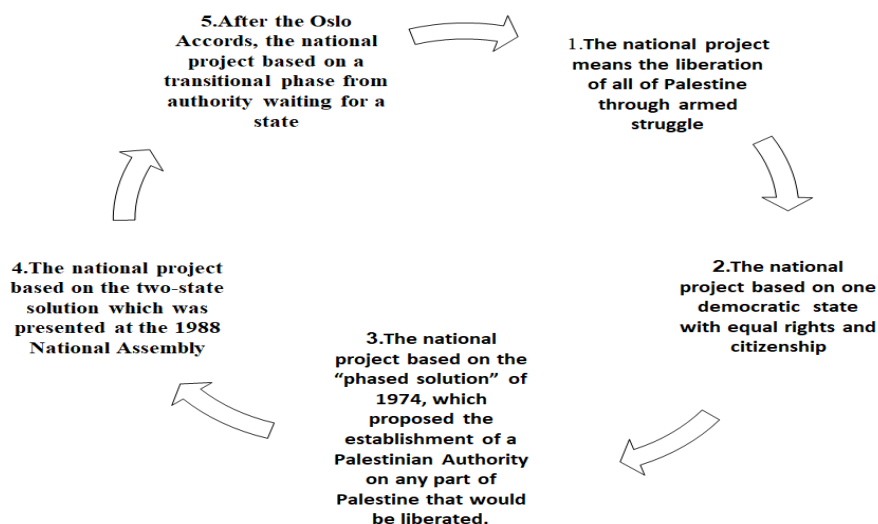 1.The national project
means the liberation
of all of Palestine
through armed
struggle
2.The national
project based on one
democratic state
with equal rights and
citizenship
3.The national
project based on the
“phased solution” of
1974, which
proposed the
establishment of a
Palestinian Authority
on any part of
Palestine that would
be liberated.
4.The national project
based on the two-state
solution which was
presented at the 1988
National Assembly
5.After the Oslo
Accords, the national
project based on a
transitional phase from
authority waiting for a
state